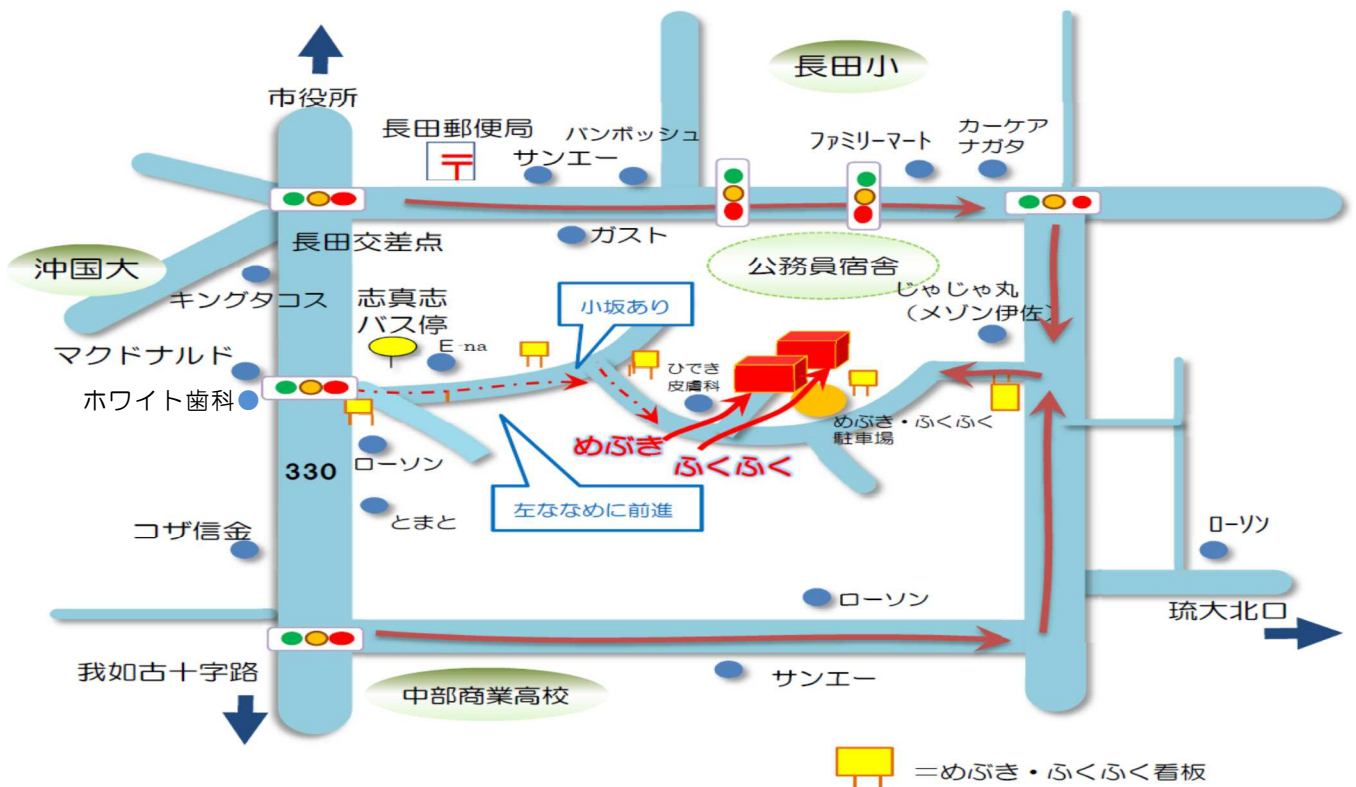 長田小
市役所
長田郵便局
バンボッシュ
サンエー
ファミリーマート
カーケア
ナガタ
長田交差点
ガスト
沖国大
公務員宿舎
キングタコス
志真志
バス停
小坂あり
じゃじゃ丸
（メゾン伊佐）
E-na
マクドナルド
ひでき
皮膚科
ホワイト歯科
めぶき・ふくふく
駐車場
めぶき
ふくふく
ローソン
330
左ななめに前進
とまと
コザ信金
ローソン
ローソン
琉大北口
我如古十字路
サンエー
中部商業高校
=めぶき・ふくふく看板